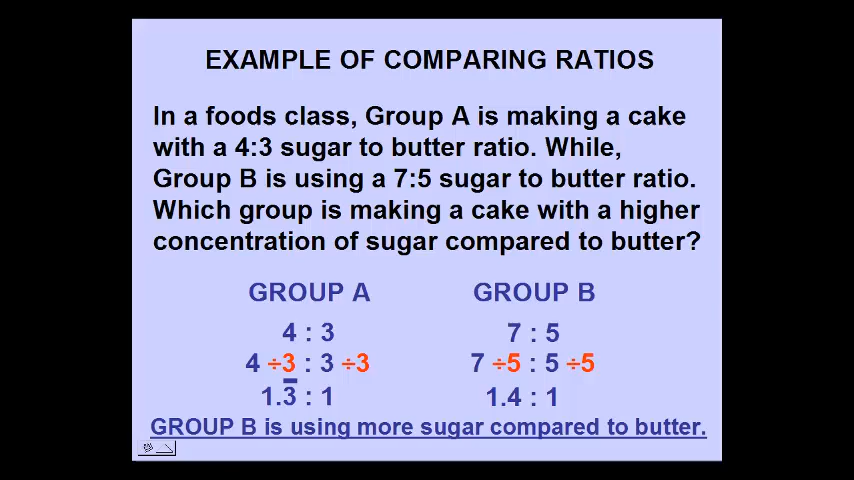 EXAMPLE OF COMPARING RATIOS
In a foods class, Group A is making a cake
with a 4:3 sugar to butter ratio. While,
Group B is using a 7:5 sugar to butter ratio.
Which group is making a cake with a higher
concentration of sugar compared to butter?
GROUP A GROUP B
4 : 3 7 : 5
4 ÷3 : 3 ÷3 7 ÷5 : 5 ÷5
1.3̅ : 1 1.4 : 1
GROUP B is using more sugar compared to butter.